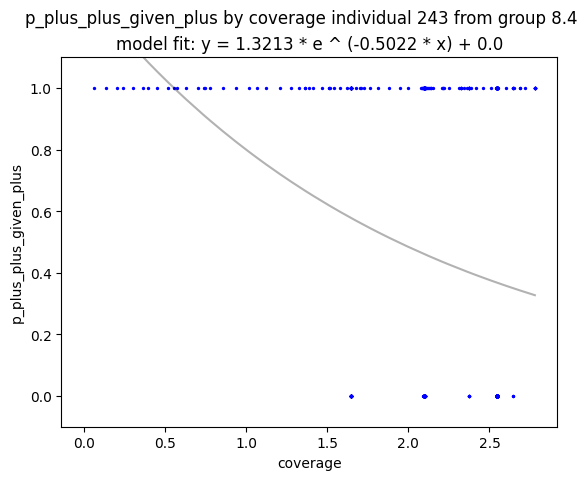 p_plus_plus_given_plus by coverage individual 243 from group 8.4
model fit: y = 1.3213 * e ^ (-0.5022 * x) + 0.0
p_plus_plus_given_plus
1.0
0.8
0.6
0.4
0.2
0.0
0.0 0.5 1.0 1.5 2.0 2.5
coverage